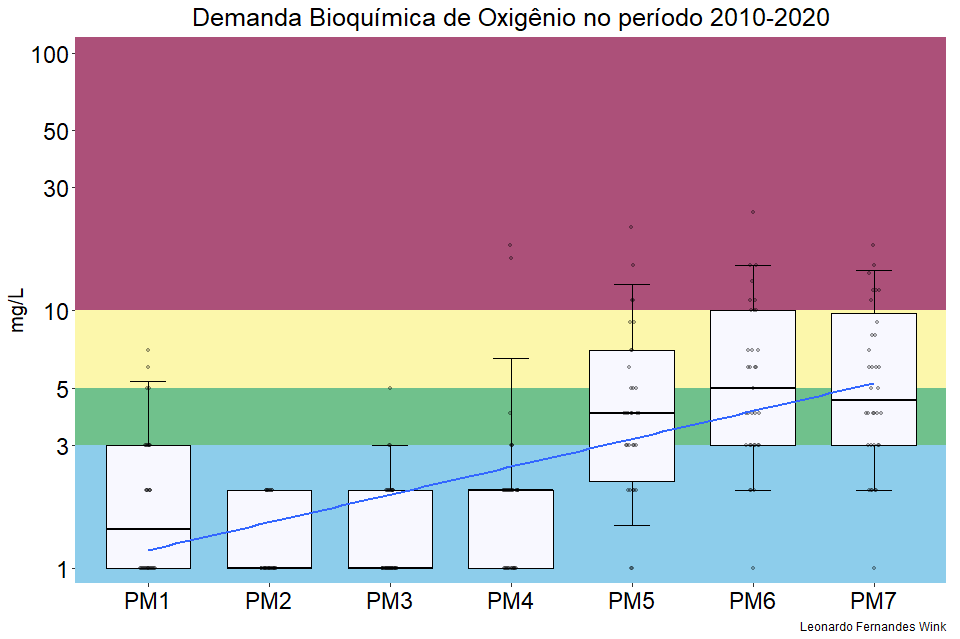 Demanda Bioquímica de Oxigênio no período 2010-2020
mg/L
100
50
30
10
5
3
1
PM1 PM2 PM3 PM4 PM5 PM6 PM7
Leonardo Fernandes Wink